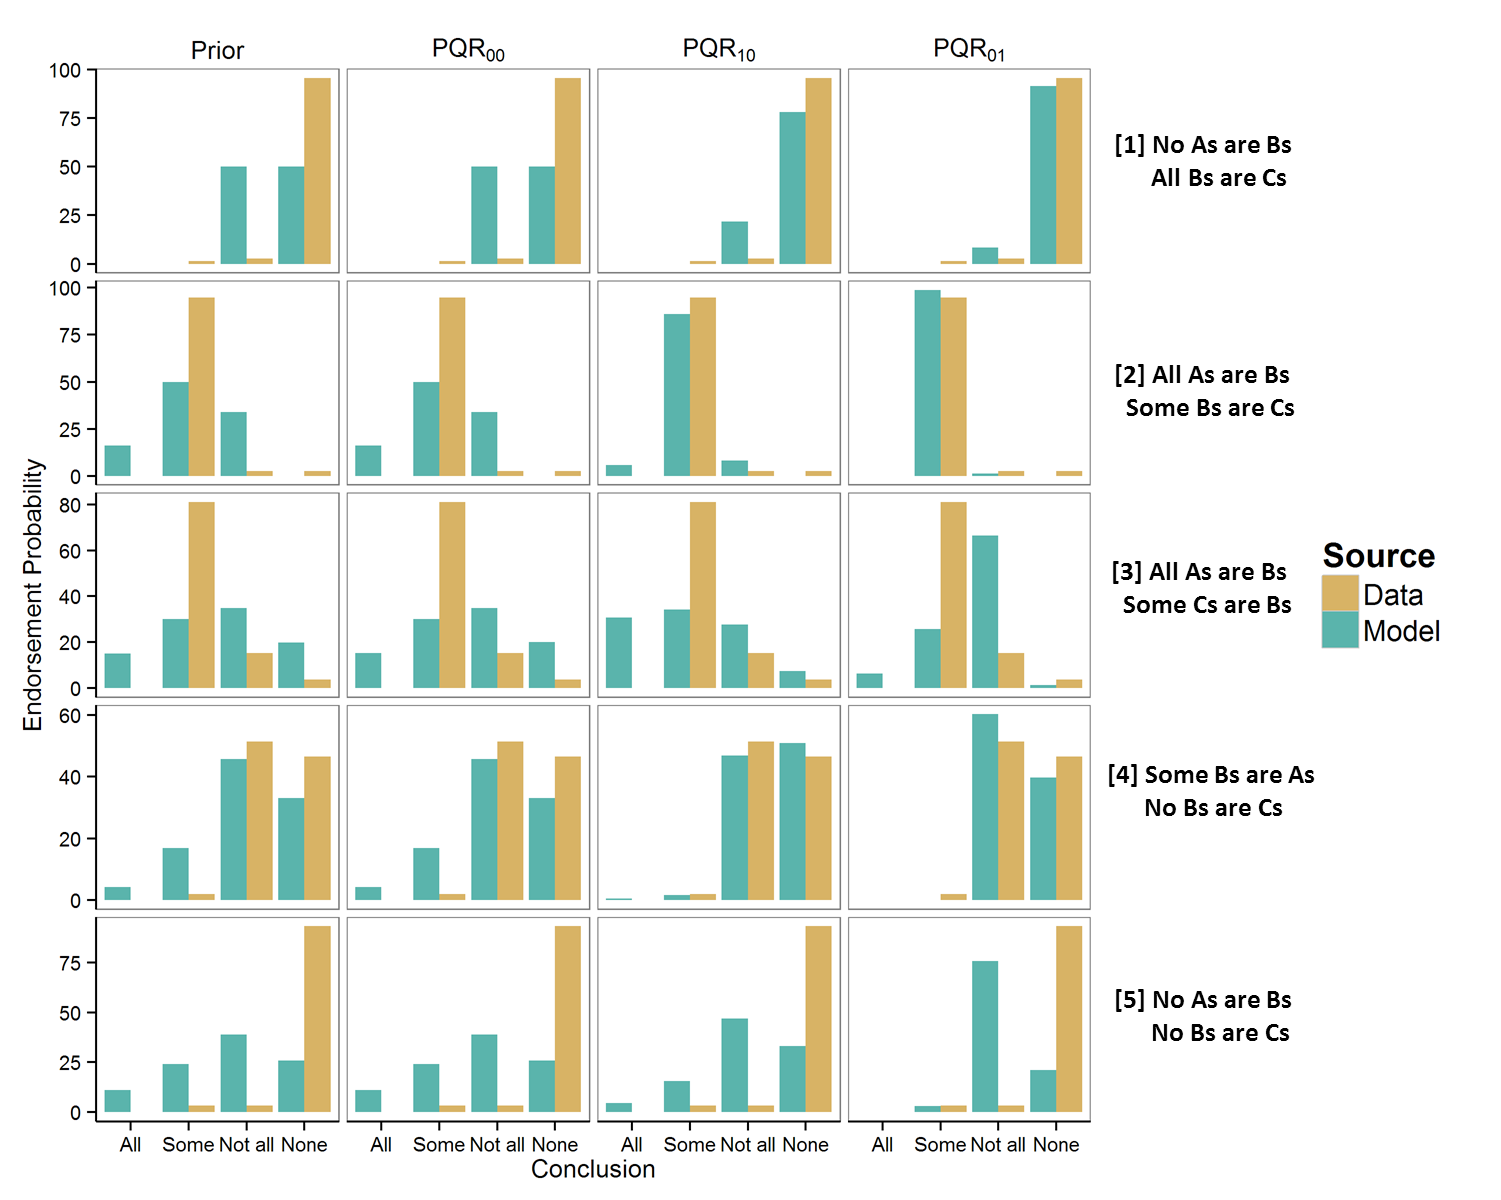 Prior PQR00 PQR10 PQR01
100
75
50
25
0
[1] No As are Bs
All Bs are Cs
100
75
50
25
0
[2] All As are Bs
Some Bs are Cs
Endorsement Probability
80
60
40
20
0
[3] All As are Bs
Some Cs are Bs
Source
Data
Model
60
40
20
0
[4] Some Bs are As
No Bs are Cs
75
50
25
0
[5] No As are Bs
No Bs are Cs
All Some Not all None All Some Not all None All Some Not all None All Some Not all None
Conclusion